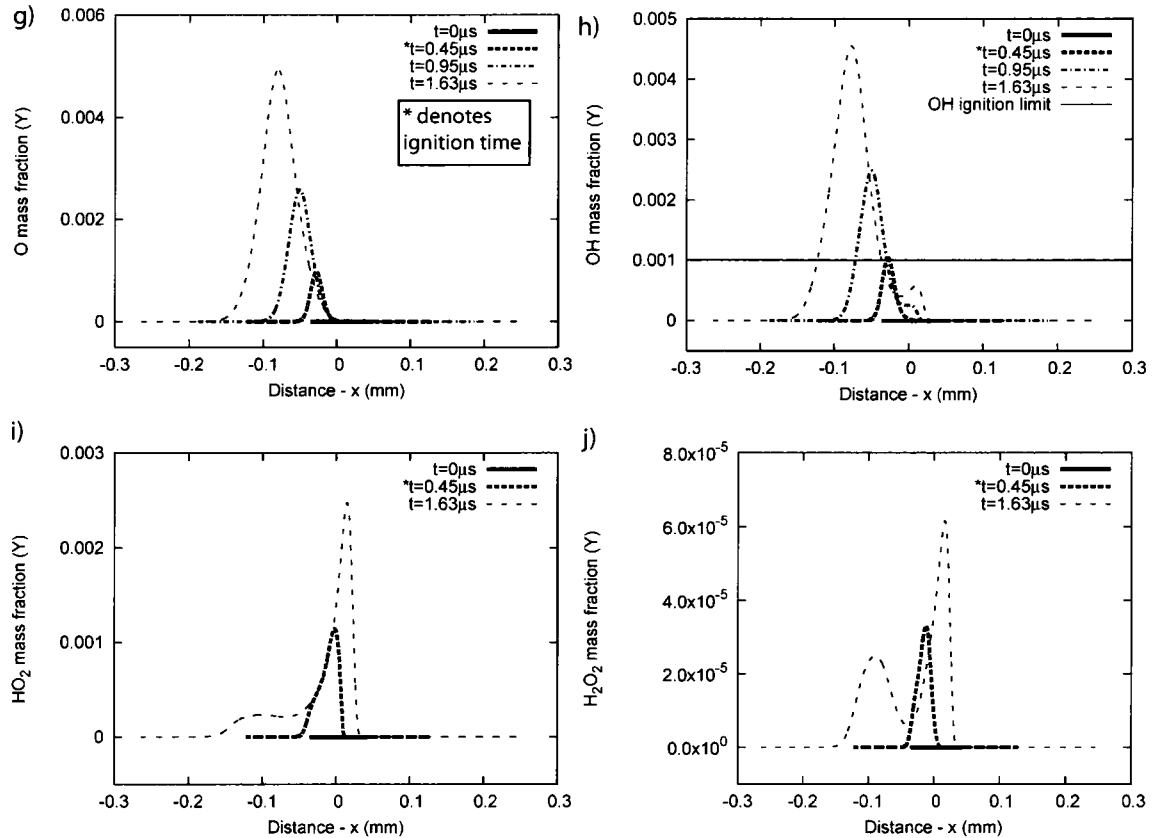 g)
0.006
0.004
0.002
0
O mass fraction (Y)
t=0μs
*t=0.45μs
t=0.95μs
t=1.63μs
* denotes
ignition time
-0.3 -0.2 -0.1 0 0.1 0.2 0.3
Distance - x (mm)
h)
0.005
0.004
0.003
0.002
0.001
0
OH mass fraction (Y)
t=0μs
*t=0.45μs
t=0.95μs
t=1.63μs
OH ignition limit
-0.3 -0.2 -0.1 0 0.1 0.2 0.3
Distance - x (mm)
i)
0.003
0.002
0.001
0
HO2 mass fraction (Y)
t=0μs
*t=0.45μs
t=1.63μs
-0.3 -0.2 -0.1 0 0.1 0.2 0.3
Distance - x (mm)
j)
8.0x10⁻⁵
6.0x10⁻⁵
4.0x10⁻⁵
2.0x10⁻⁵
0.0x10⁰
H₂O₂ mass fraction (Y)
t=0μs
*t=0.45μs
t=1.63μs
-0.3 -0.2 -0.1 0 0.1 0.2 0.3
Distance - x (mm)